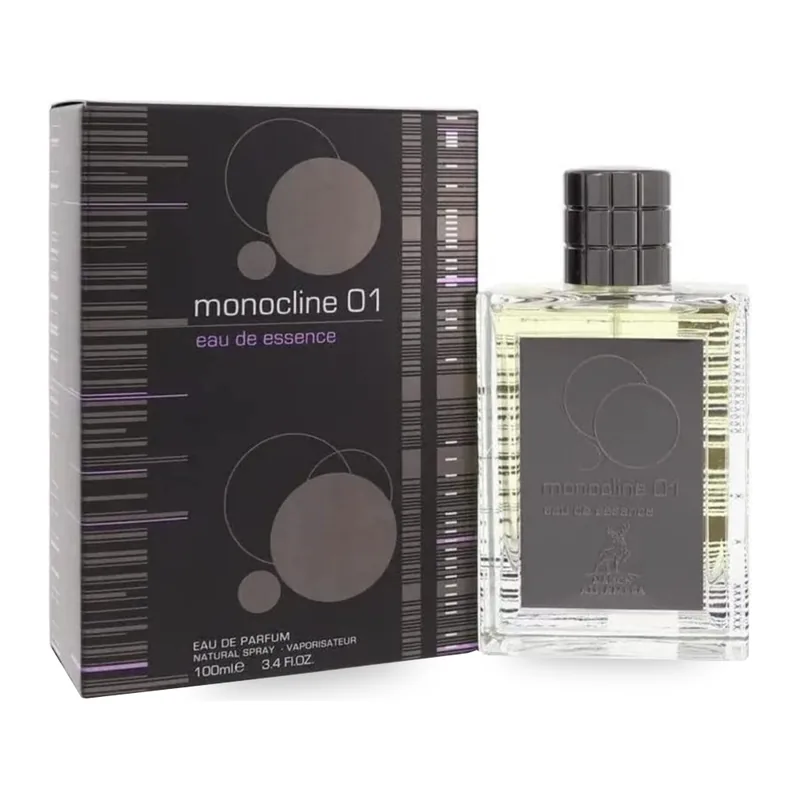 monocline 01
eau de essence
EAU DE PARFUM
NATURAL SPRAY · VAPORISATEUR
100ml.e 3.4 Fl.OZ.
monocline 01
eau de essence